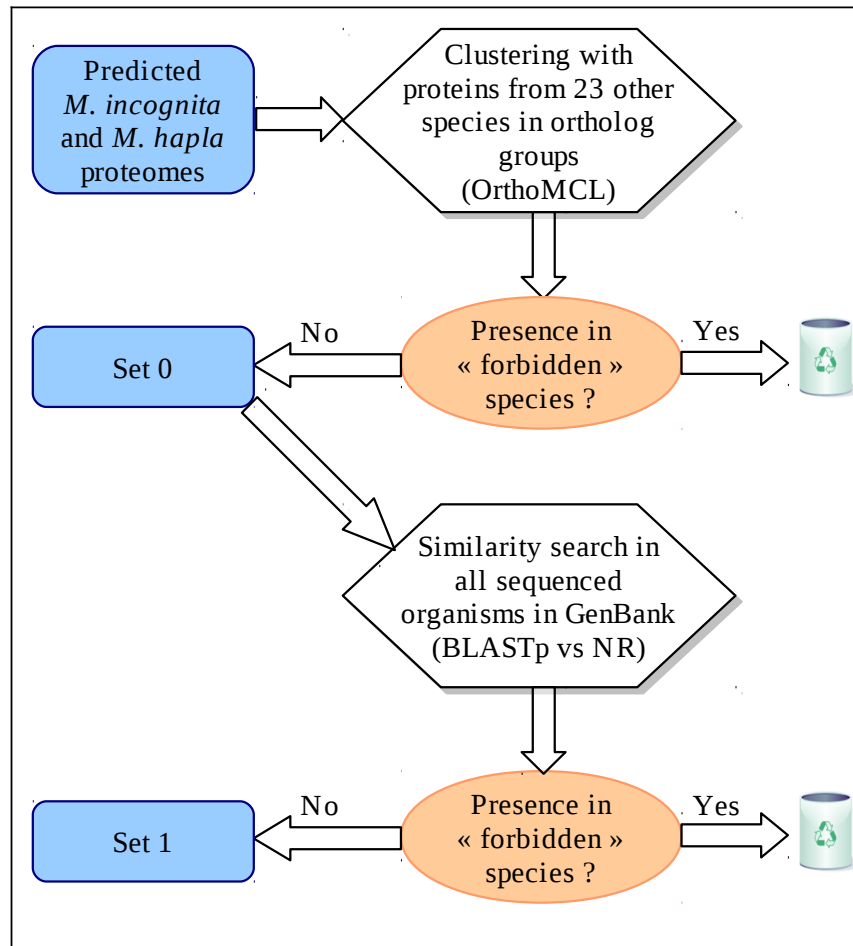 Predicted
M. incognita
and M. hapla
proteomes
Clustering with
proteins from 23 other
species in ortholog
groups
(OrthoMCL)
No
Presence in
« forbidden »
species ?
Yes
Set 0
Similarity search in
all sequenced
organisms in GenBank
(BLASTp vs NR)
No
Presence in
« forbidden »
species ?
Yes
Set 1